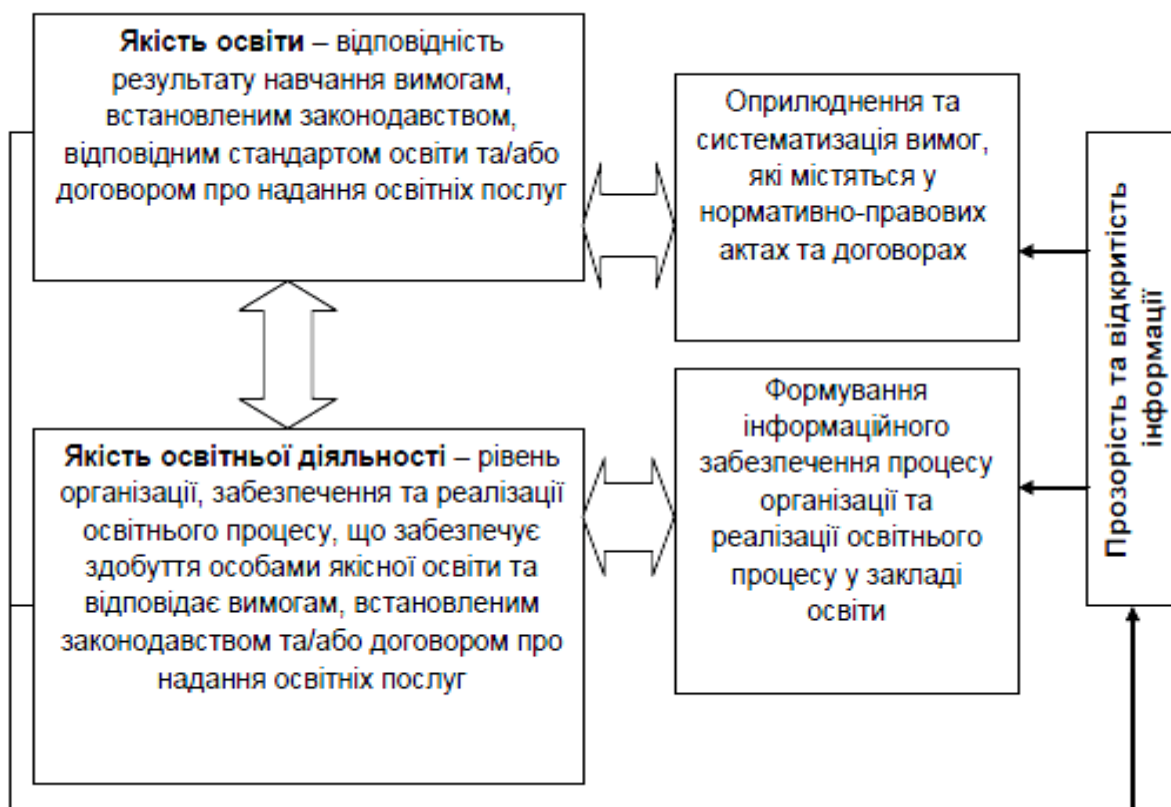 Якість освіти – відповідність
результату навчання вимогам,
встановленим законодавством,
відповідним стандартом освіти та/або
договором про надання освітніх послуг
Оприлюднення та
систематизація вимог,
які містяться у
нормативно-правових
актах та договорах
Якість освітньої діяльності – рівень
організації, забезпечення та реалізації
освітнього процесу, що забезпечує
здобуття особами якісної освіти та
відповідає вимогам, встановленим
законодавством та/або договором про
надання освітніх послуг
Формування
інформаційного
забезпечення процесу
організації та
реалізації освітнього
процесу у закладі
освіти
Прозорість та відкритість
інформації